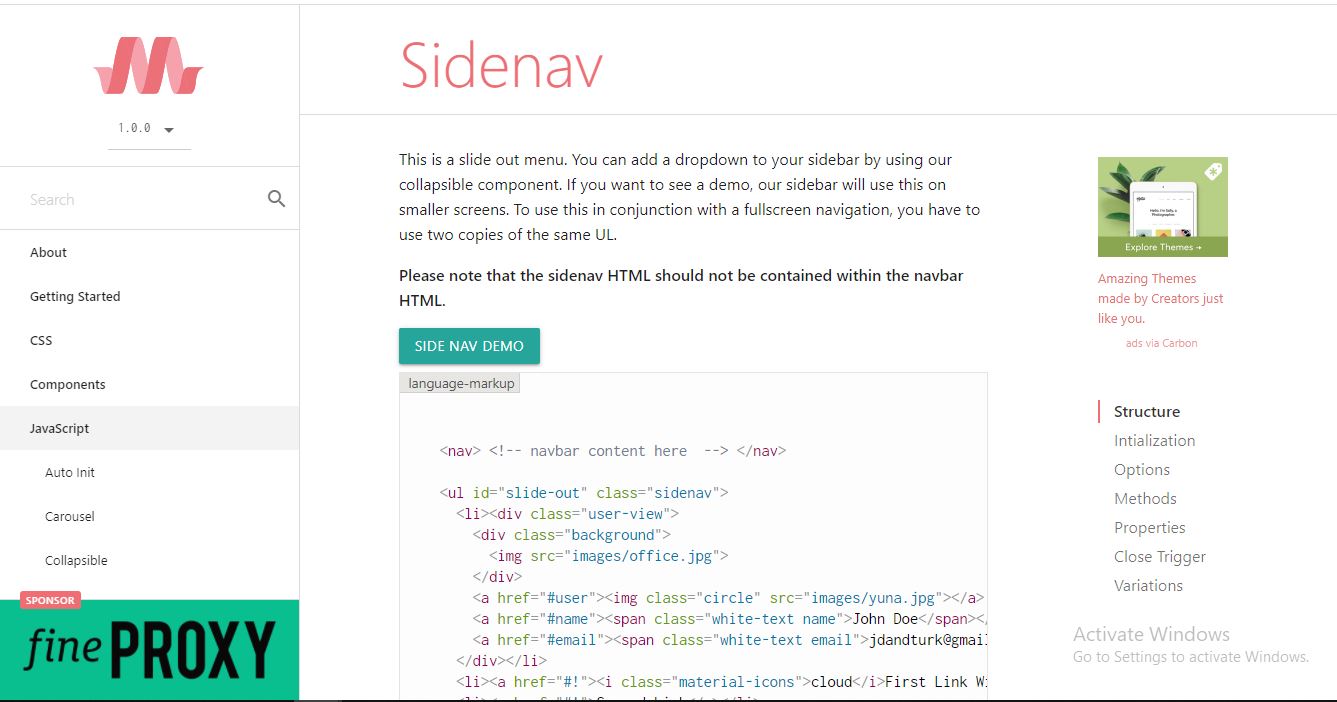 1.0.0
Search
About
Getting Started
CSS
Components
JavaScript
Auto Init
Carousel
Collapsible
SPONSOR
fine PROXY
Sidenav
This is a slide out menu. You can add a dropdown to your sidebar by using our
collapsible component. If you want to see a demo, our sidebar will use this on
smaller screens. To use this in conjunction with a fullscreen navigation, you have to
use two copies of the same UL.
Please note that the sidenav HTML should not be contained within the navbar
HTML.
SIDE NAV DEMO
language-markup
<nav> <!-- navbar content here  --> </nav>
<ul id="slide-out" class="sidenav">
<li><div class="user-view">
<div class="background">
<img src="images/office.jpg">
</div>
<a href="#user"><img class="circle" src="images/yuna.jpg"></a>
<a href="#name"><span class="white-text name">John Doe</span></
<a href="#email"><span class="white-text email">jdandturk@gmail
</div></li>
<li><a href="#!"><i class="material-icons">cloud</i>First Link Wi
Explore Themes →
Amazing Themes
made by Creators just
like you.
ads via Carbon
Structure
Intialization
Options
Methods
Properties
Close Trigger
Variations
Activate Windows
Go to Settings to activate Windows.